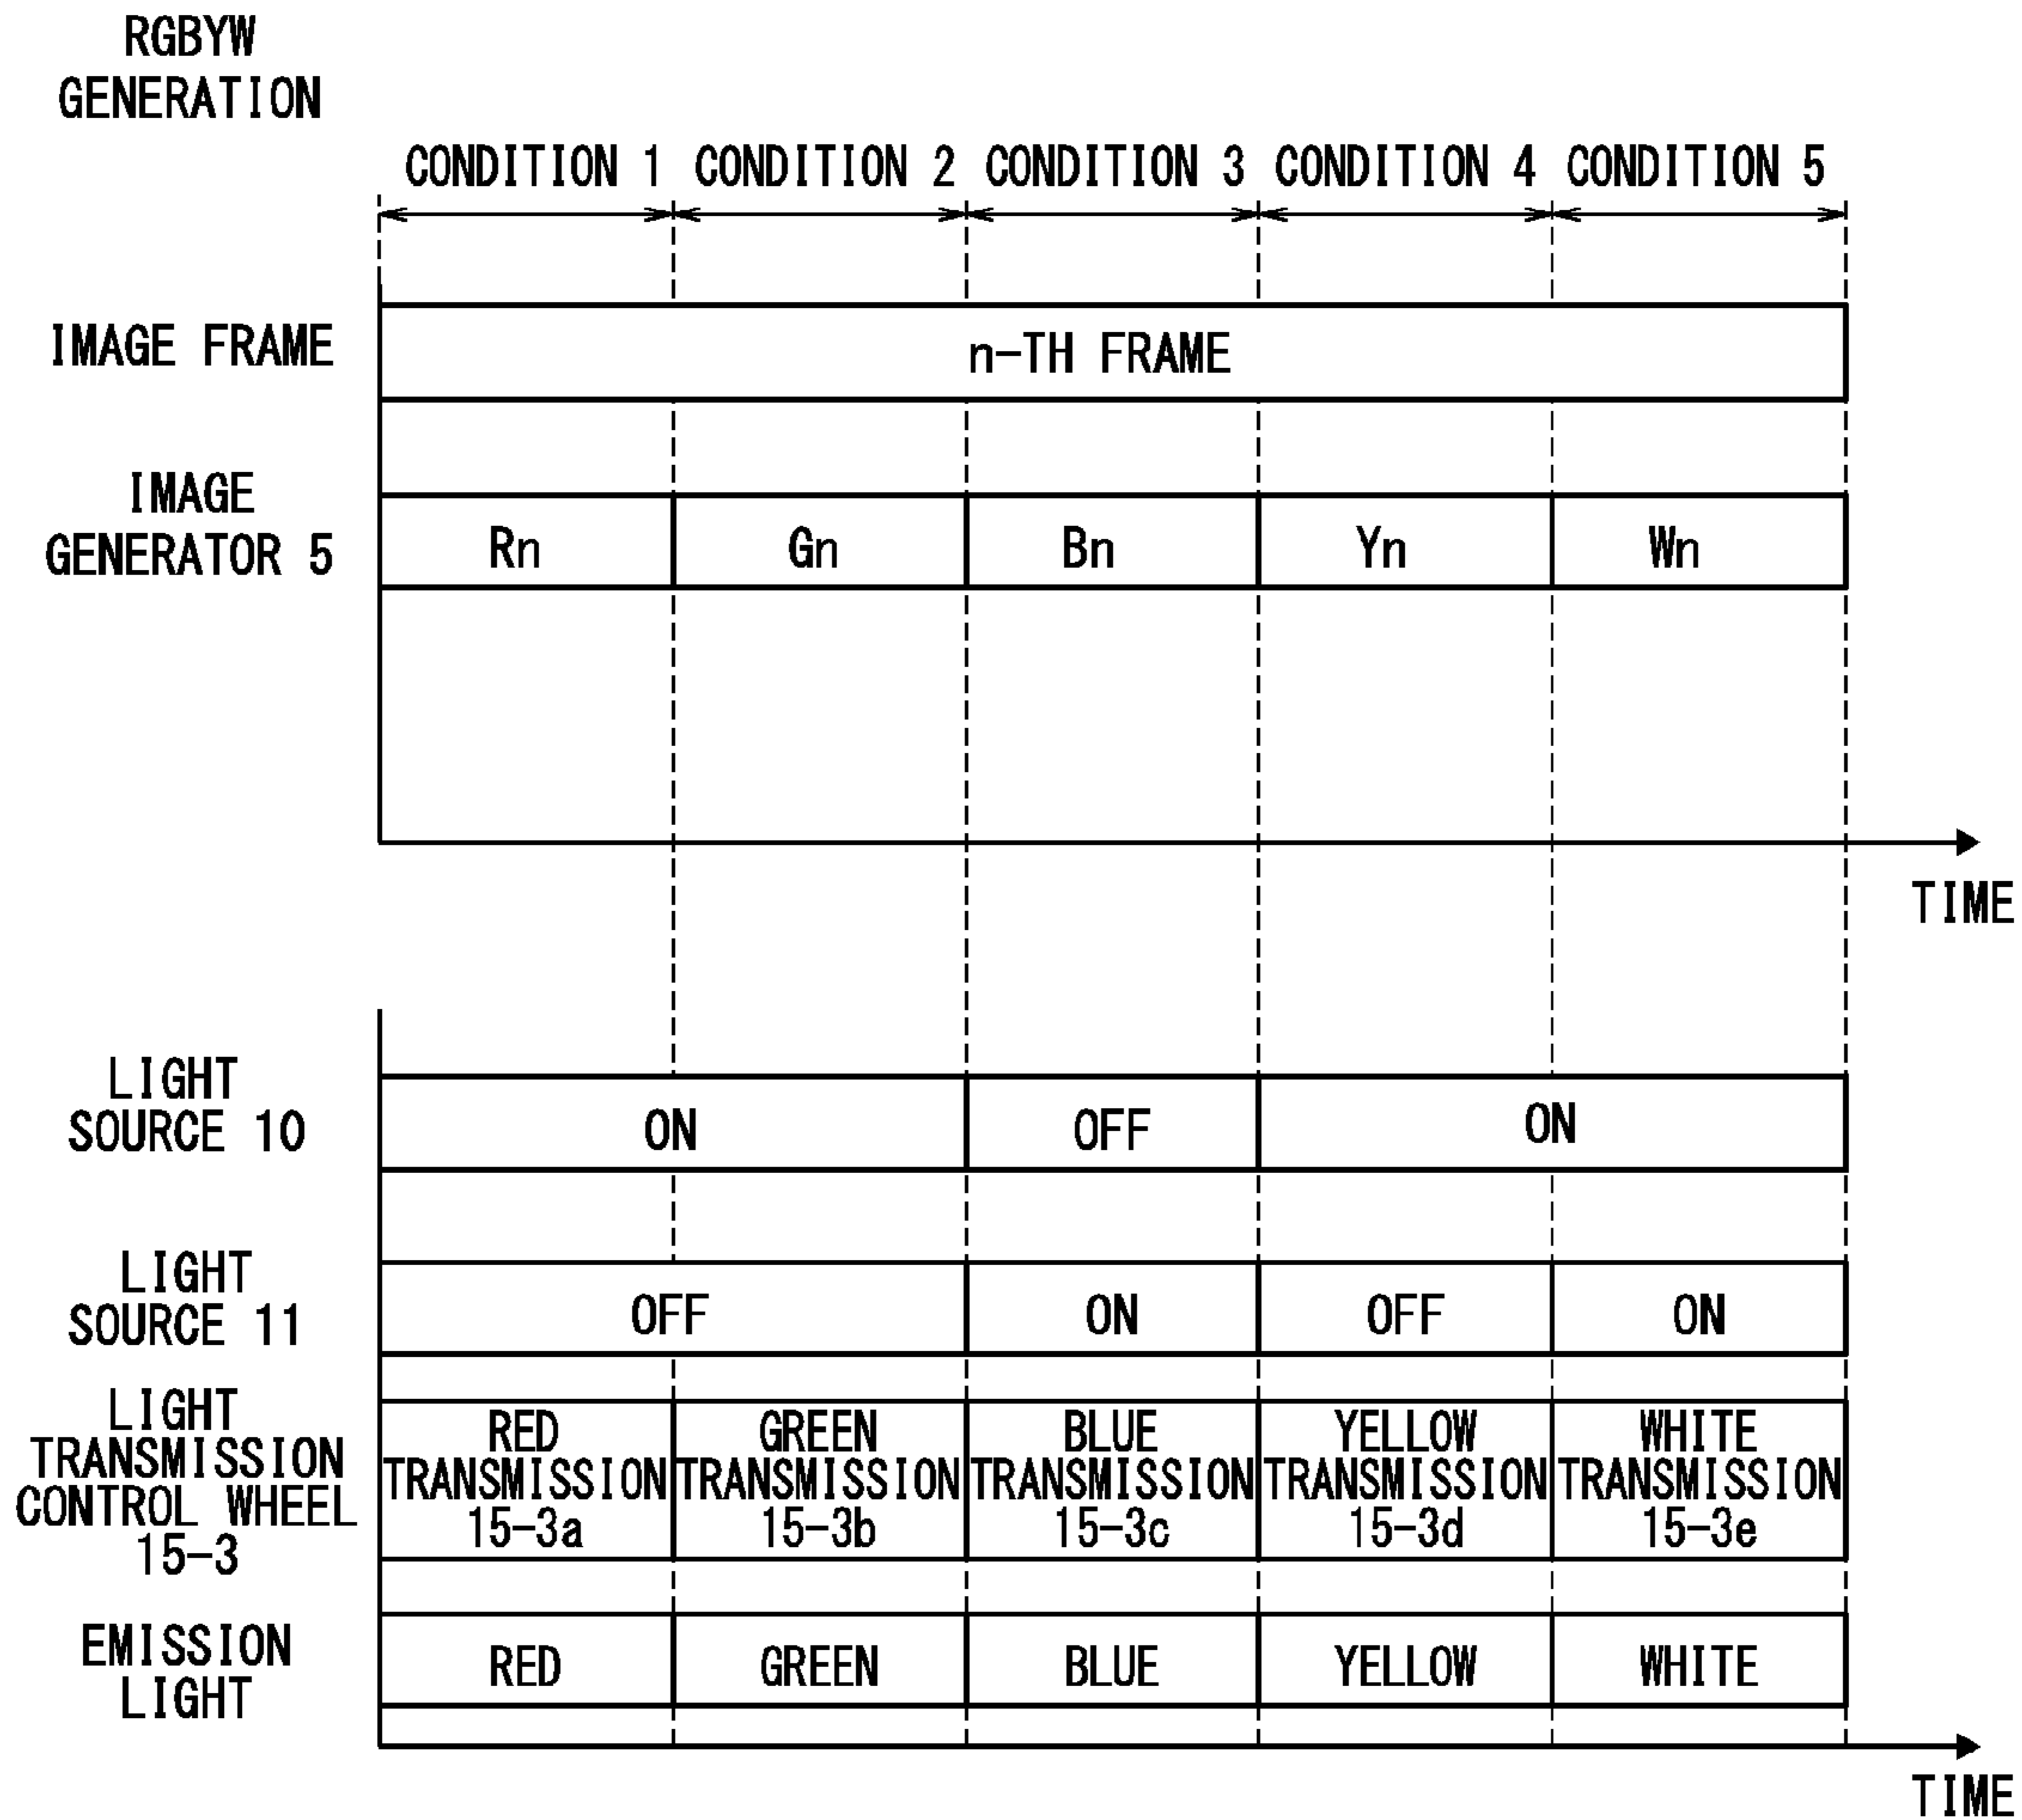 RGBYW
GENERATION
CONDITION 1 CONDITION 2 CONDITION 3 CONDITION 4 CONDITION 5
IMAGE FRAME
n-TH FRAME
IMAGE
GENERATOR 5
Rn Gn Bn Yn Wn
TIME
LIGHT
SOURCE 10
ON OFF ON
LIGHT
SOURCE 11
OFF ON OFF ON
LIGHT
TRANSMISSION
CONTROL WHEEL
15-3
RED
TRANSMISSION
15-3a
GREEN
TRANSMISSION
15-3b
BLUE
TRANSMISSION
15-3c
YELLOW
TRANSMISSION
15-3d
WHITE
TRANSMISSION
15-3e
EMISSION
LIGHT
RED GREEN BLUE YELLOW WHITE
TIME